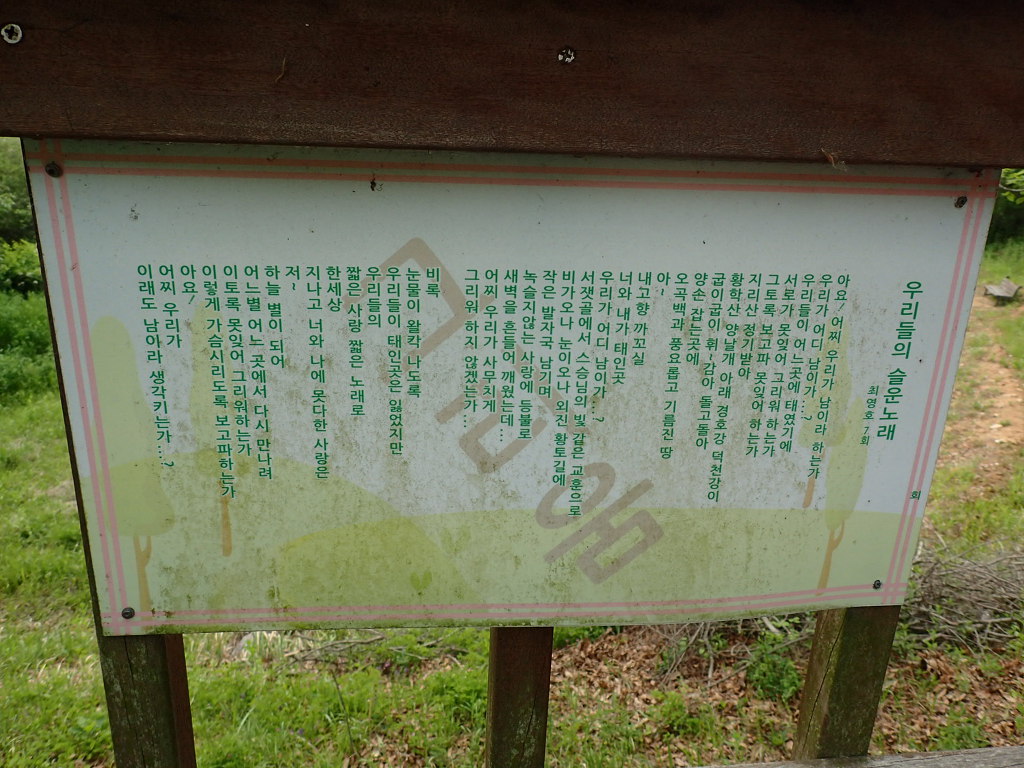 우리들의 슬운노래
최영호 7회
회
아요! 어찌 우리가 남이라 하는가
우리가 어디 남이가...?
우리들이 어느곳에 태였기에
서로가 못잊어 그리워 하는가
그토록 보고파 못잊어 하는가
지리산 정기받아
황학산 양날개 아래 경호강 덕천강이
굽이굽이 휘~감아 돌고돌아
양손 잡는곳에
오곡백과 풍요롭고 기름진 땅
아~
내고향 까꼬실
너와 내가 태인곳
우리가 어디 남이가...?
서잿골에서 스승님의 빛 같은 교훈으로
비가오나 눈이오나 외진 황토길에
작은 발자국 남기며
녹슬지않는 사랑에 등불로
새벽을 흔들어 깨웠는데...
어찌 우리가 사무치게
그리워 하지 않겠는가...
비록
눈물이 왈칵 나도록
우리들이 태인곳은 잃었지만
우리들의
짧은 사랑 짧은 노래로
한세상
지나고 너와 나에 못다한 사랑은
저~
하늘 별이 되어
어느별 어느 곳에서 다시 만나려
이토록 못잊어 그리워하는가
이렇게 가슴시리도록 보고파하는가
아요!
어찌 우리가
이래도 남아라 생각키는가...?